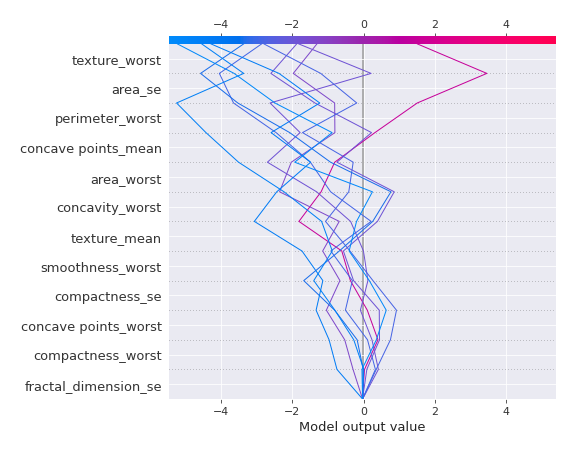 −4 −2 0 2 4
texture_worst
area_se
perimeter_worst
concave points_mean
area_worst
concavity_worst
texture_mean
smoothness_worst
compactness_se
concave points_worst
compactness_worst
fractal_dimension_se
−4 −2 0 2 4
Model output value